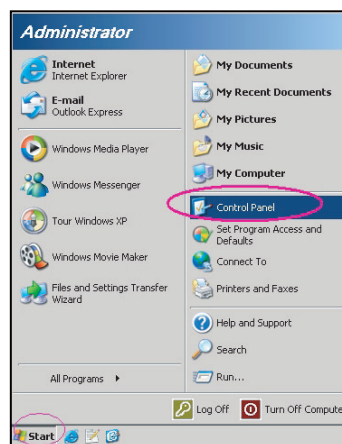 Administrator
Internet
Internet Explorer
E-mail
Outlook Express
Windows Media Player
Windows Messenger
Tour Windows XP
Windows Movie Maker
Files and Settings Transfer
Wizard
All Programs
My Documents
My Recent Documents
My Pictures
My Music
My Computer
Control Panel
Set Program Access and
Defaults
Connect To
Printers and Faxes
Help and Support
Search
Run...
Log Off
Turn Off Compute
Start